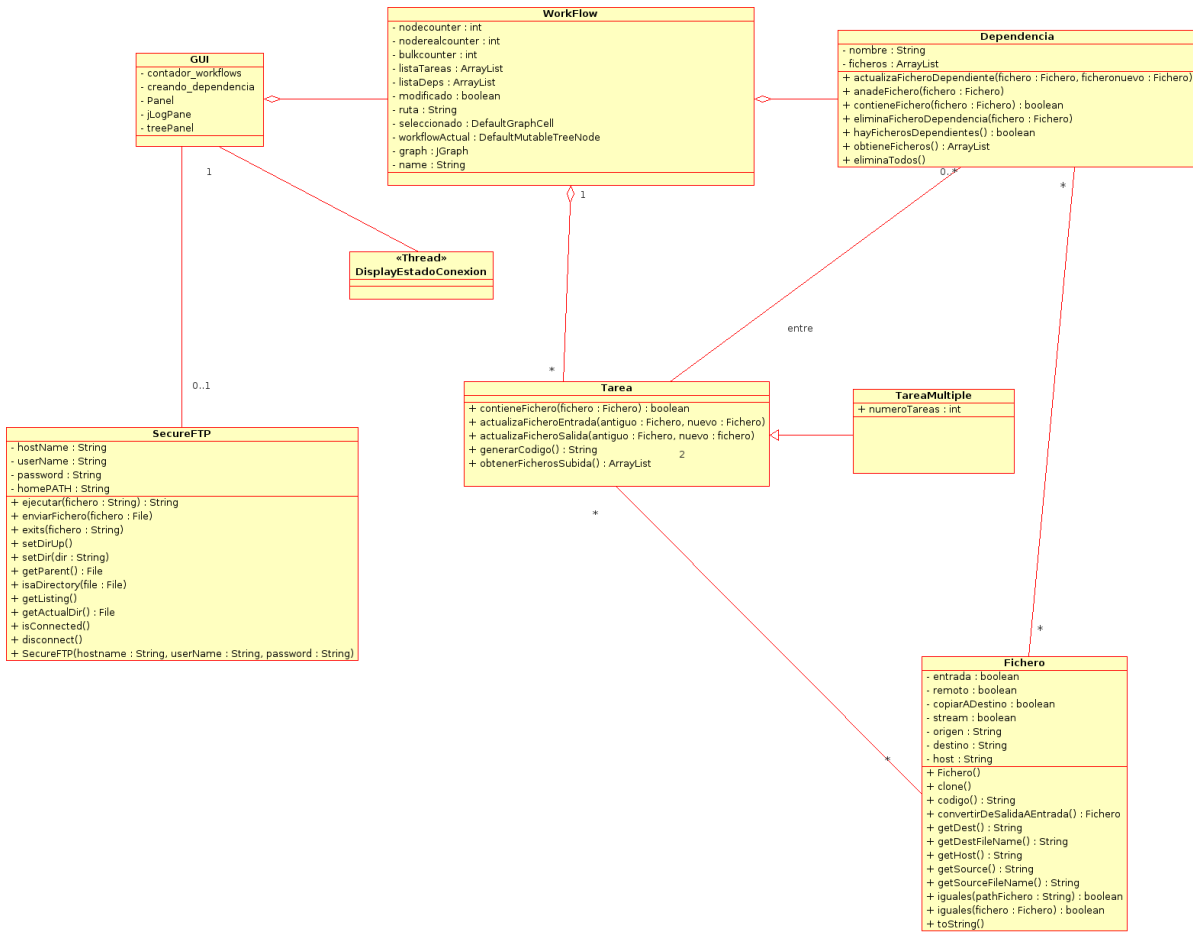 WorkFlow
- nodecounter : int
- noderealcounter : int
- bulkcounter : int
- listaTareas : ArrayList
- listaDeps : ArrayList
- modificado : boolean
- ruta : String
- seleccionado : DefaultGraphCell
- workflowActual : DefaultMutableTreeNode
- graph : JGraph
- name : String
GUI
- contador_workflows
- creando_dependencia
- Panel
- jLogPane
- treePanel
Dependencia
- nombre : String
- ficheros : ArrayList
+ actualizaFicheroDependiente(fichero : Fichero, ficheronuevo : Fichero)
+ anadeFichero(fichero : Fichero)
+ contieneFichero(fichero : Fichero) : boolean
+ eliminaFicheroDependencia(fichero : Fichero)
+ hayFicherosDependientes() : boolean
+ obtieneFicheros() : ArrayList
+ eliminaTodos()
1
1
0..*
*
«Thread»
DisplayEstadoConexion
entre
*
0..1
Tarea
+ contieneFichero(fichero : Fichero) : boolean
+ actualizaFicheroEntrada(antiguo : Fichero, nuevo : Fichero)
+ actualizaFicheroSalida(antiguo : Fichero, nuevo : fichero)
+ generarCodigo() : String
+ obtenerFicherosSubida() : ArrayList
2
TareaMultiple
+ numeroTareas : int
SecureFTP
- hostName : String
- userName : String
- password : String
- homePATH : String
+ ejecutar(fichero : String) : String
+ enviarFichero(fichero : File)
+ exits(fichero : String)
+ setDirUp()
+ setDir(dir : String)
+ getParent() : File
+ isaDirectory(file : File)
+ getListing()
+ getActualDir() : File
+ isConnected()
+ disconnect()
+ SecureFTP(hostname : String, userName : String, password : String)
*
*
*
Fichero
- entrada : boolean
- remoto : boolean
- copiarADestino : boolean
- stream : boolean
- origen : String
- destino : String
- host : String
+ Fichero()
+ clone()
+ codigo() : String
+ convertirDeSalidaAEntrada() : Fichero
+ getDest() : String
+ getDestFileName() : String
+ getHost() : String
+ getSource() : String
+ getSourceFileName() : String
+ iguales(pathFichero : String) : boolean
+ iguales(fichero : Fichero) : boolean
+ toString()